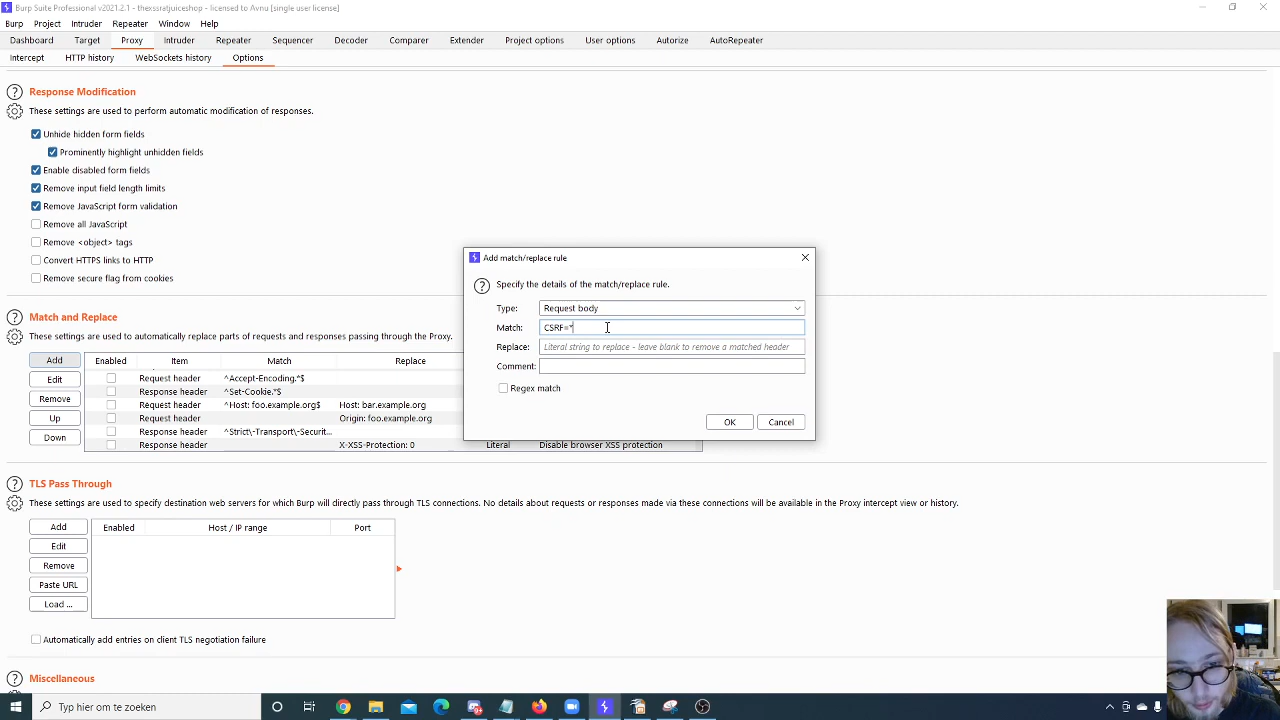 Burp Suite Professional v2021.2.1 - thexssratjuiceshop - licensed to Avnu [single user license]
Burp Project Intruder Repeater Window Help
Dashboard Target Proxy Intruder Repeater Sequencer Decoder Comparer Extender Project options User options Autorize AutoRepeater
Intercept HTTP history WebSockets history Options
Response Modification
These settings are used to perform automatic modification of responses.
Unhide hidden form fields
Prominently highlight unhidden fields
Enable disabled form fields
Remove input field length limits
Remove JavaScript form validation
Remove all JavaScript
Remove <object> tags
Convert HTTPS links to HTTP
Remove secure flag from cookies
Match and Replace
These settings are used to automatically replace parts of requests and responses passing through the Proxy.
Add Enabled Item Match Replace
Edit
Remove
Up
Down
Request header ^Accept-Encoding.*$
Response header ^Set-Cookie.*$
Request header ^Host: foo.example.org$ Host: bar.example.org
Request header Origin: foo.example.org
Response header ^Strict\-Transport\-Securit...
Response header X-XSS-Protection: 0 Literal Disable browser XSS protection
Add match/replace rule
Specify the details of the match/replace rule.
Type: Request body
Match: CSRF=*
Replace: Literal string to replace - leave blank to remove a matched header
Comment:
Regex match
OK Cancel
TLS Pass Through
These settings are used to specify destination web servers for which Burp will directly pass through TLS connections. No details about requests or responses made via these connections will be available in the Proxy intercept view or history.
Add Enabled Host / IP range Port
Edit
Remove
Paste URL
Load ...
Automatically add entries on client TLS negotiation failure
Miscellaneous
Typ hier om te zoeken